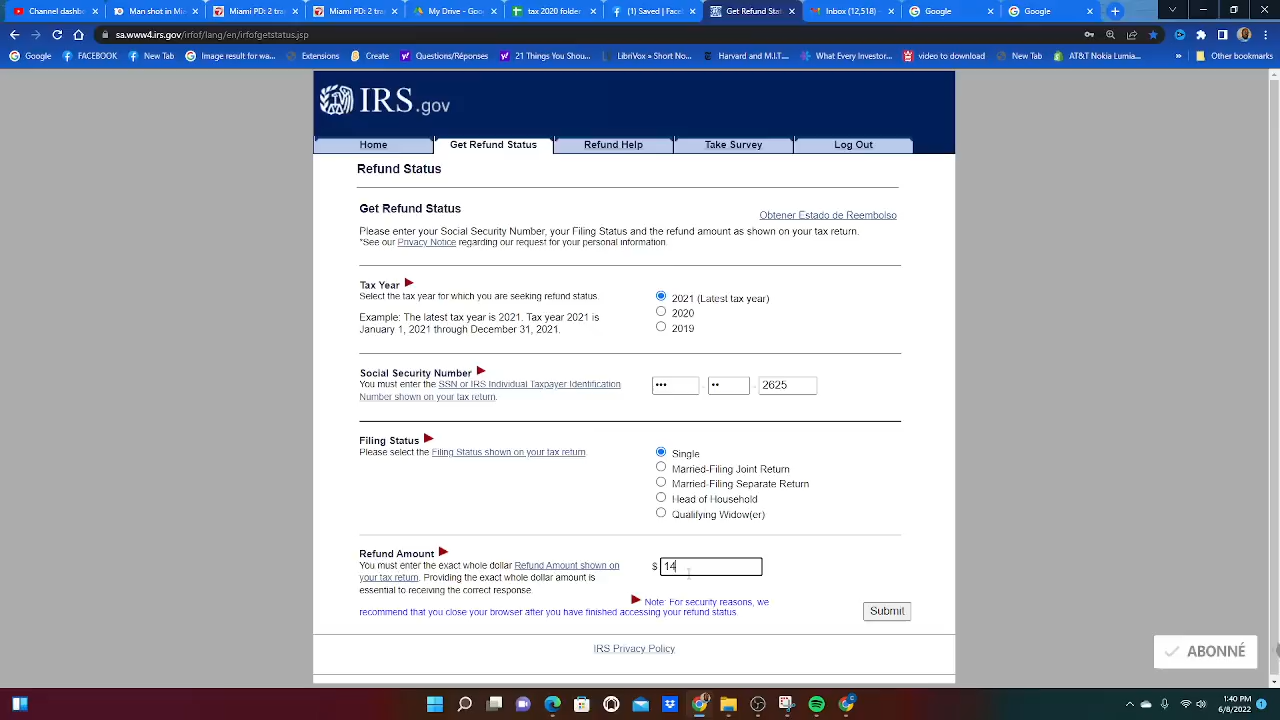 Channel dashb
Man shot in Mi
Miami PD: 2 tra
Miami PD: 2 tra
My Drive - Goo
tax 2020 folder
(1) Saved | Fac
Get Refund Sta
Inbox (12,518)
Google
Google
sa.www4.irs.gov/irfof/lang/en/irfofgetstatus.jsp
Google
FACEBOOK
New Tab
Image result for wa...
Extensions
Create
Questions/Réponses
21 Things You Shou...
LibriVox » Short No...
Harvard and M.I.T....
What Every Investor...
video to download
New Tab
AT&T Nokia Lumia...
»
Other bookmarks
IRS.gov
Home
Get Refund Status
Refund Help
Take Survey
Log Out
Refund Status
Get Refund Status
Obtener Estado de Reembolso
Please enter your Social Security Number, your Filing Status and the refund amount as shown on your tax return.
*See our Privacy Notice regarding our request for your personal information.
Tax Year
Select the tax year for which you are seeking refund status.
Example: The latest tax year is 2021. Tax year 2021 is
January 1, 2021 through December 31, 2021.
2021 (Latest tax year)
2020
2019
Social Security Number
You must enter the SSN or IRS Individual Taxpayer Identification
Number shown on your tax return.
••• - •• - 2625
Filing Status
Please select the Filing Status shown on your tax return.
Single
Married-Filing Joint Return
Married-Filing Separate Return
Head of Household
Qualifying Widow(er)
Refund Amount
You must enter the exact whole dollar Refund Amount shown on
your tax return. Providing the exact whole dollar amount is
essential to receiving the correct response.
$ 14
Note: For security reasons, we
recommend that you close your browser after you have finished accessing your refund status.
Submit
IRS Privacy Policy
ABONNÉ
1:40 PM
6/8/2022